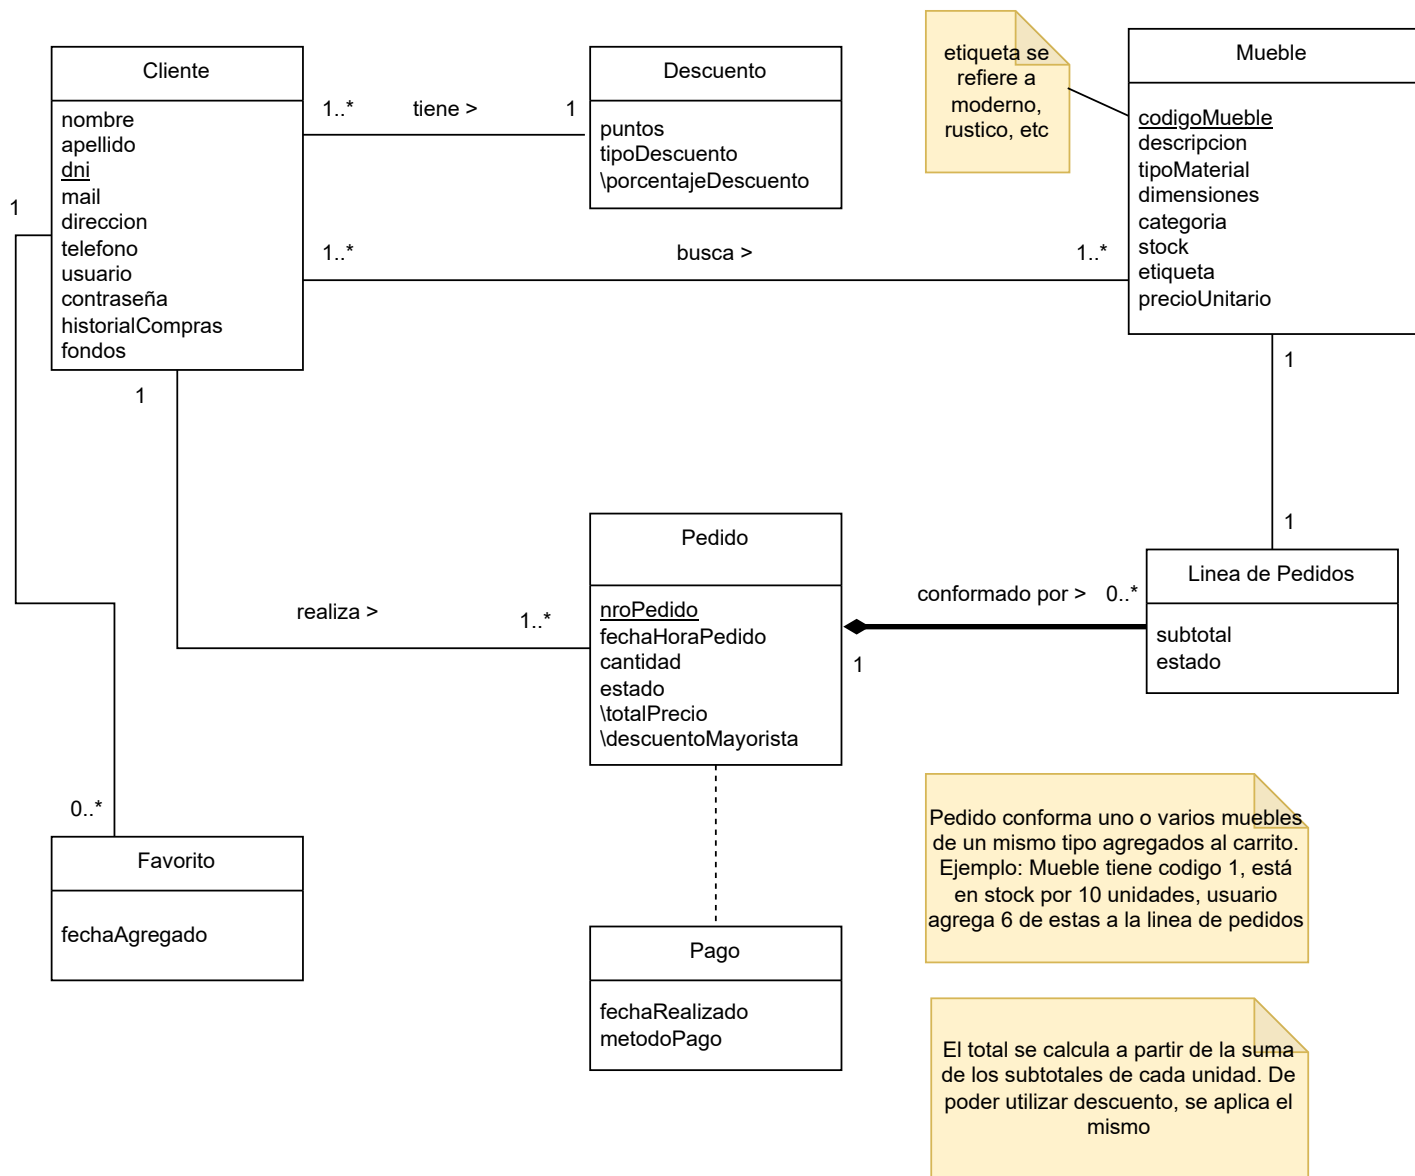 Cliente
nombre
apellido
dni
mail
direccion
telefono
usuario
contraseña
historialCompras
fondos
1..*
tiene >
1
Descuento
puntos
tipoDescuento
\porcentajeDescuento
etiqueta se
refiere a
moderno,
rustico, etc
Mueble
codigoMueble
descripcion
tipoMaterial
dimensiones
categoria
stock
etiqueta
precioUnitario
1
1..*
busca >
1..*
1
1
1
realiza >
1..*
Pedido
nroPedido
fechaHoraPedido
cantidad
estado
\totalPrecio
\descuentoMayorista
conformado por >
0..*
1
Linea de Pedidos
subtotal
estado
0..*
Favorito
fechaAgregado
Pago
fechaRealizado
metodoPago
Pedido conforma uno o varios muebles
de un mismo tipo agregados al carrito.
Ejemplo: Mueble tiene codigo 1, está
en stock por 10 unidades, usuario
agrega 6 de estas a la linea de pedidos
El total se calcula a partir de la suma
de los subtotales de cada unidad. De
poder utilizar descuento, se aplica el
mismo